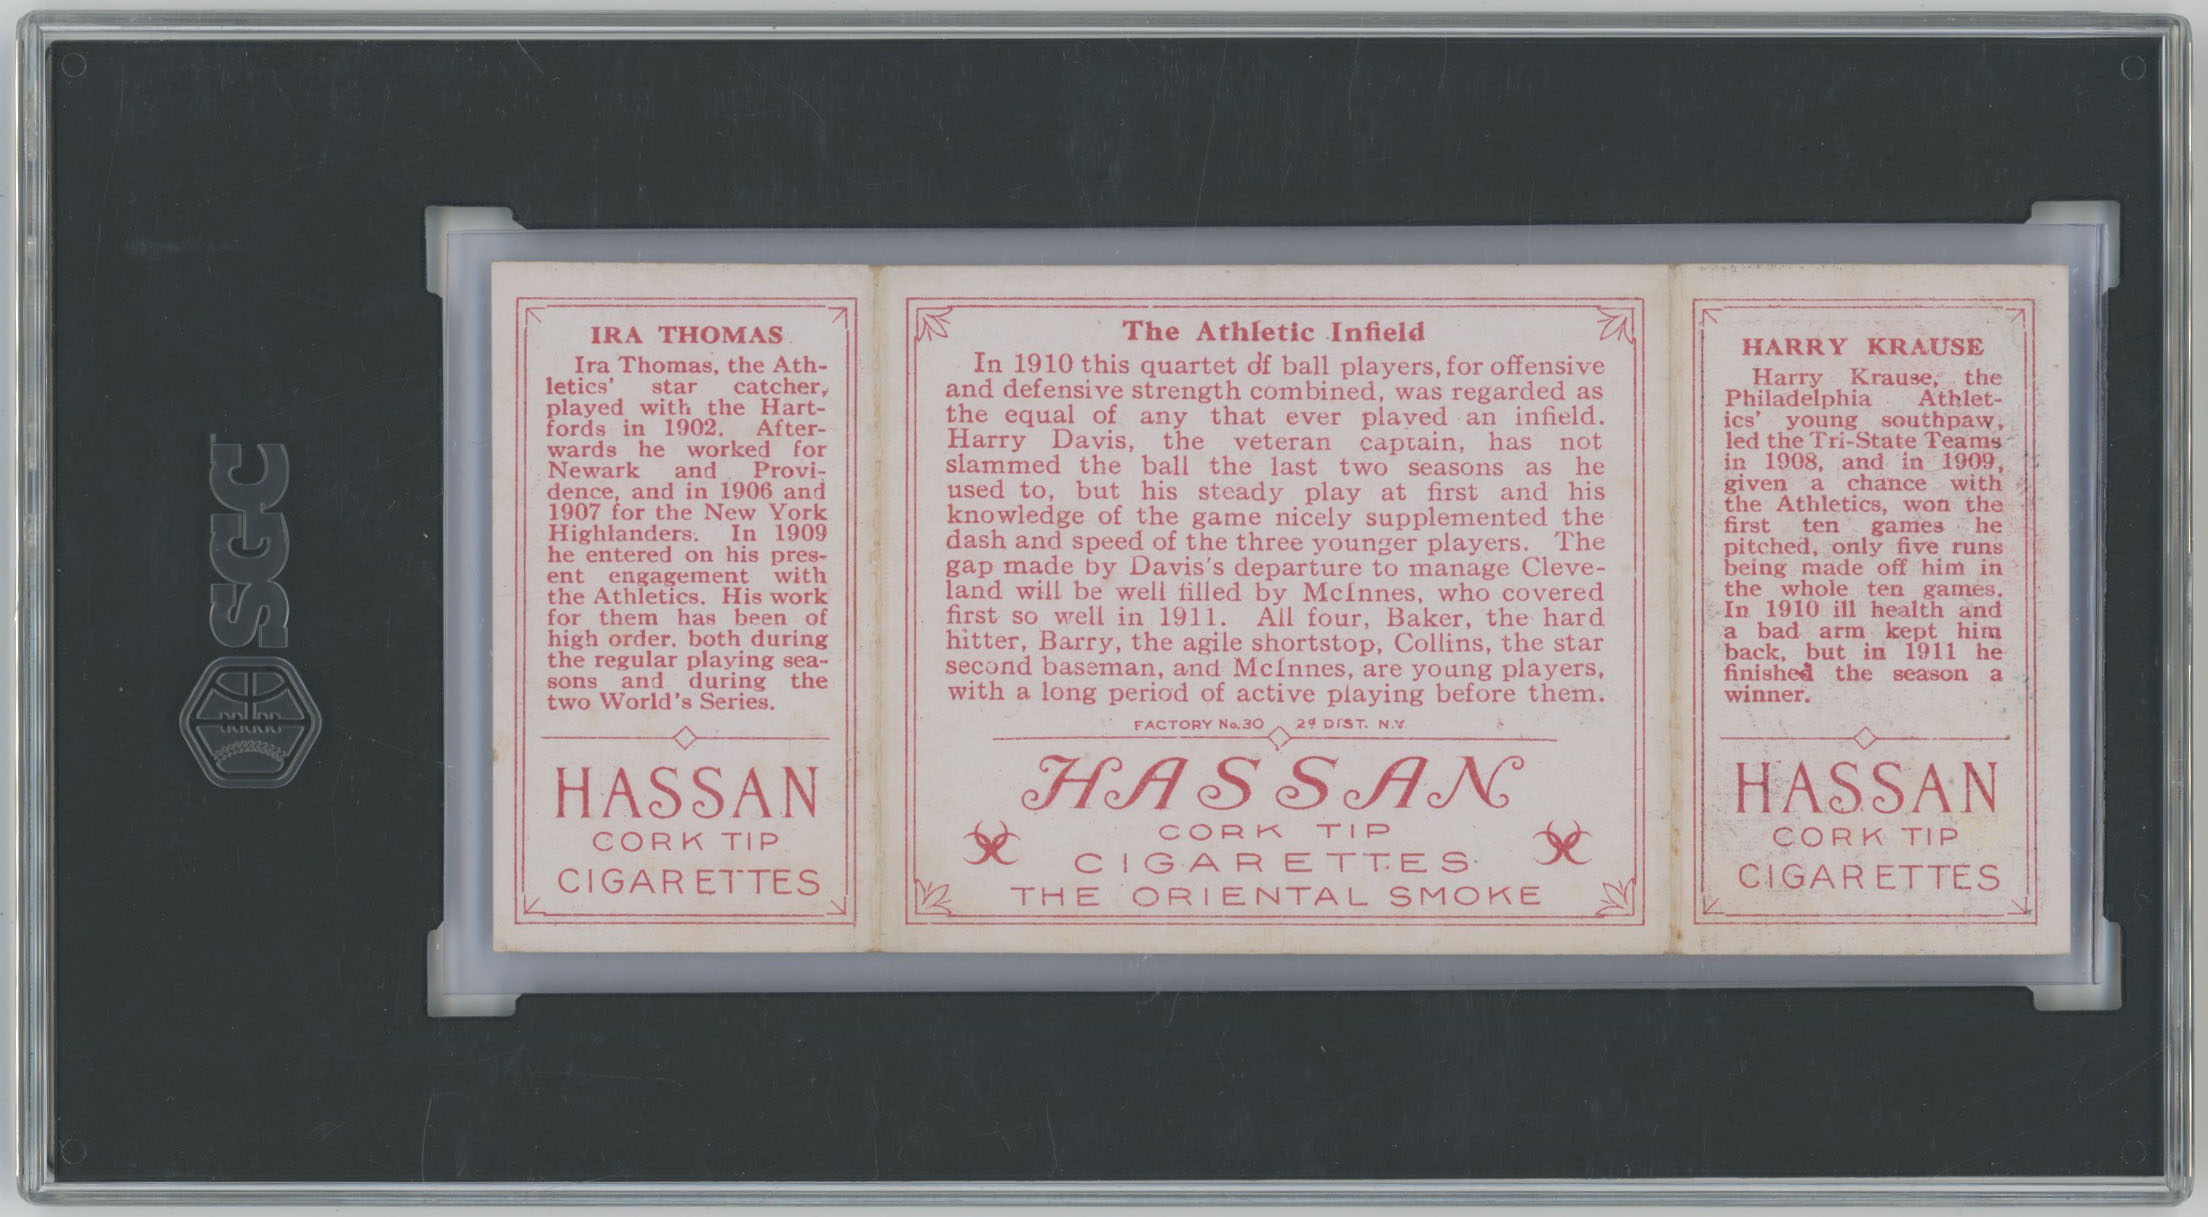 SGC
IRA THOMAS
Ira Thomas, the Ath-
letics' star catcher,
played with the Hart-
fords in 1902. After-
wards he worked for
Newark and Provi-
dence, and in 1906 and
1907 for the New York
Highlanders. In 1909
he entered on his pres-
ent engagement with
the Athletics. His work
for them has been of
high order, both during
the regular playing sea-
sons and during the
two World's Series.
HASSAN
CORK TIP
CIGARETTES
The Athletic Infield
In 1910 this quartet of ball players, for offensive
and defensive strength combined, was regarded as
the equal of any that ever played an infield.
Harry Davis, the veteran captain, has not
slammed the ball the last two seasons as he
used to, but his steady play at first and his
knowledge of the game nicely supplemented the
dash and speed of the three younger players. The
gap made by Davis's departure to manage Cleve-
land will be well filled by McInnes, who covered
first so well in 1911. All four, Baker, the hard
hitter, Barry, the agile shortstop, Collins, the star
second baseman, and McInnes, are young players,
with a long period of active playing before them.
FACTORY No. 30 2d DIST. N.Y.
HASSAN
CORK TIP
CIGARETTES
THE ORIENTAL SMOKE
HARRY KRAUSE
Harry Krause, the
Philadelphia Athlet-
ics' young southpaw,
led the Tri-State Teams
in 1908, and in 1909,
given a chance with
the Athletics, won the
first ten games he
pitched, only five runs
being made off him in
the whole ten games.
In 1910 ill health and
a bad arm kept him
back, but in 1911 he
finished the season a
winner.
HASSAN
CORK TIP
CIGARETTES